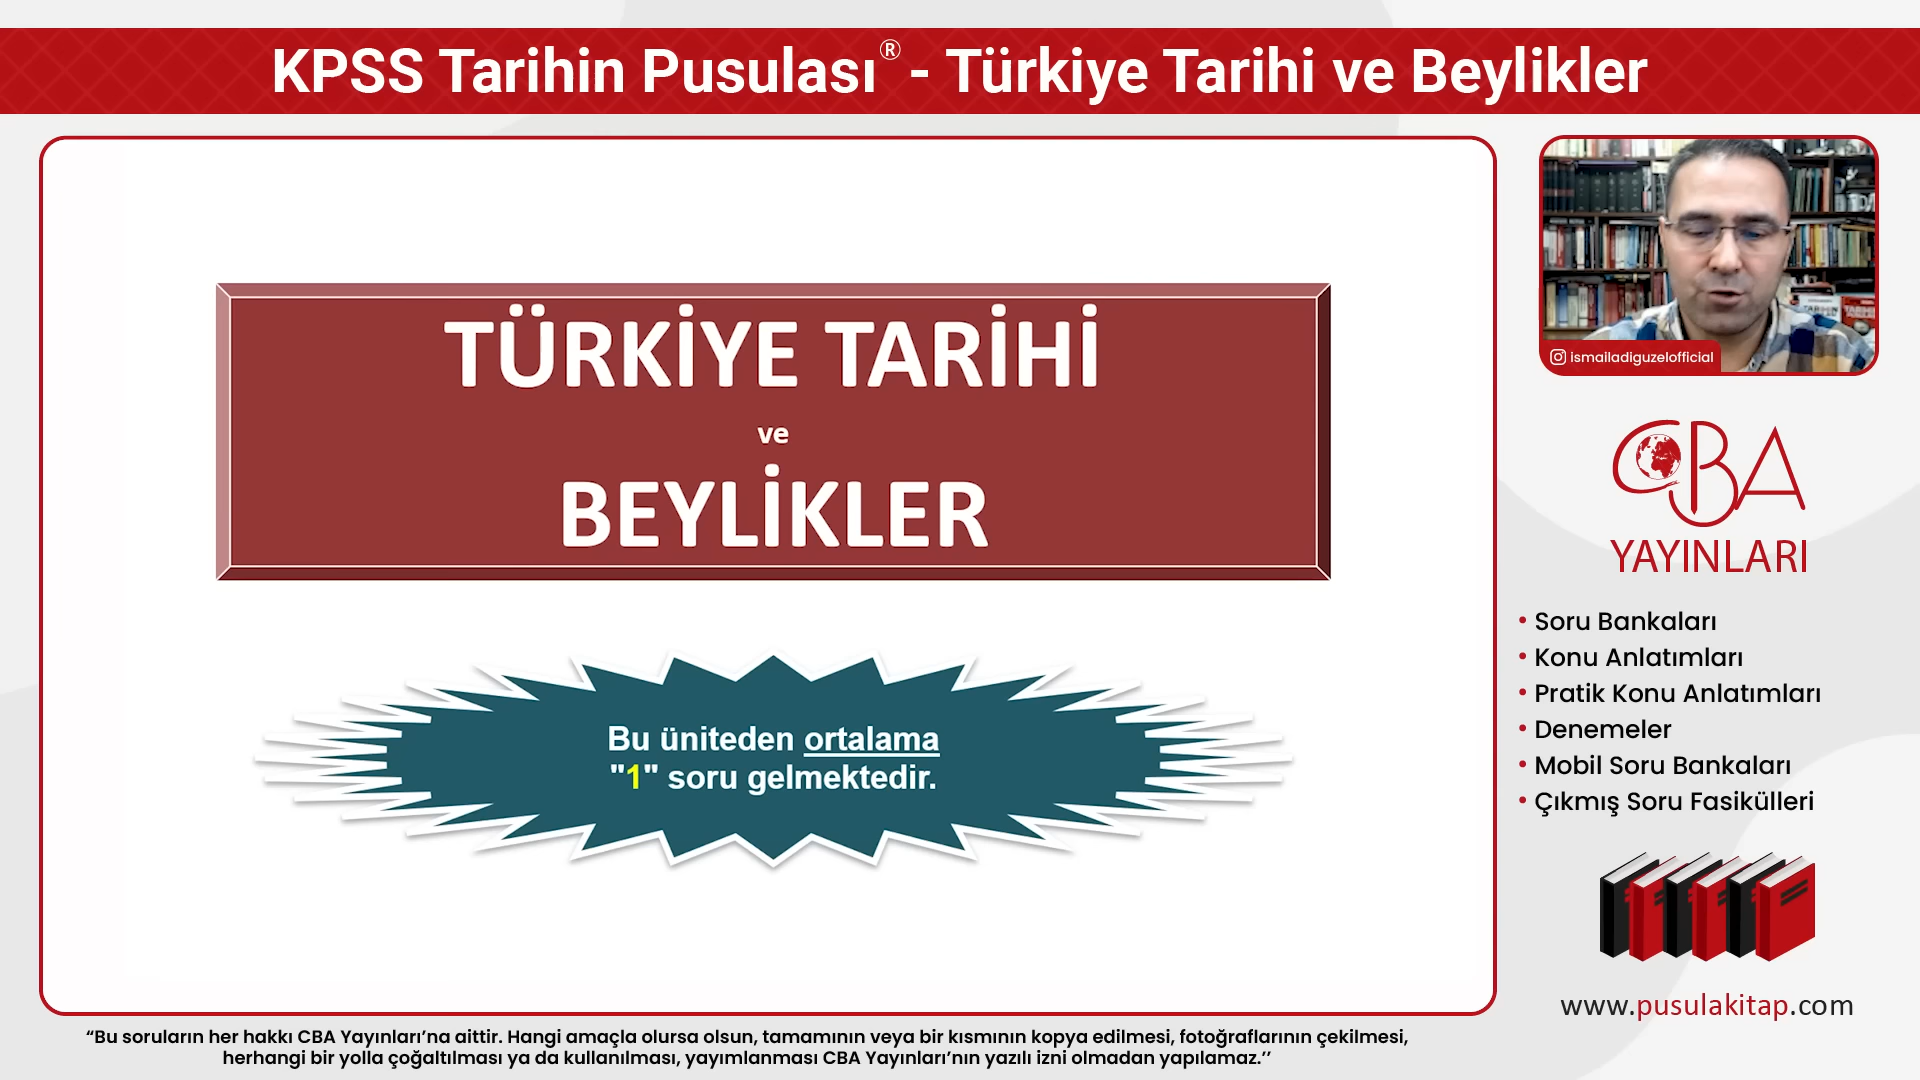 KPSS Tarihin Pusulası® - Türkiye Tarihi ve Beylikler
TÜRKİYE TARİHİ
ve
BEYLİKLER
Bu üniteden ortalama
"1" soru gelmektedir.
ismailadiguzelofficial
CBA
YAYINLARI
• Soru Bankaları
• Konu Anlatımları
• Pratik Konu Anlatımları
• Denemeler
• Mobil Soru Bankaları
• Çıkmış Soru Fasikülleri
www.pusulakitap.com
“Bu soruların her hakkı CBA Yayınları’na aittir. Hangi amaçla olursa olsun, tamamının veya bir kısmının kopya edilmesi, fotoğraflarının çekilmesi,
herhangi bir yolla çoğaltılması ya da kullanılması, yayımlanması CBA Yayınları’nın yazılı izni olmadan yapılamaz.’’